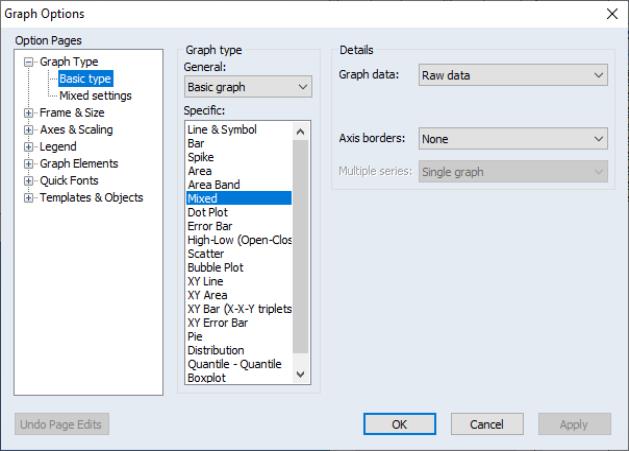 Graph Options
Option Pages
Graph Type
Basic type
Mixed settings
Frame & Size
Axes & Scaling
Legend
Graph Elements
Quick Fonts
Templates & Objects
Graph type
General:
Basic graph
Specific:
Line & Symbol
Bar
Spike
Area
Area Band
Mixed
Dot Plot
Error Bar
High-Low (Open-Clos
Scatter
Bubble Plot
XY Line
XY Area
XY Bar (X-X-Y triplets
XY Error Bar
Pie
Distribution
Quantile - Quantile
Boxplot
Details
Graph data: Raw data
Axis borders: None
Multiple series: Single graph
Undo Page Edits
OK
Cancel
Apply